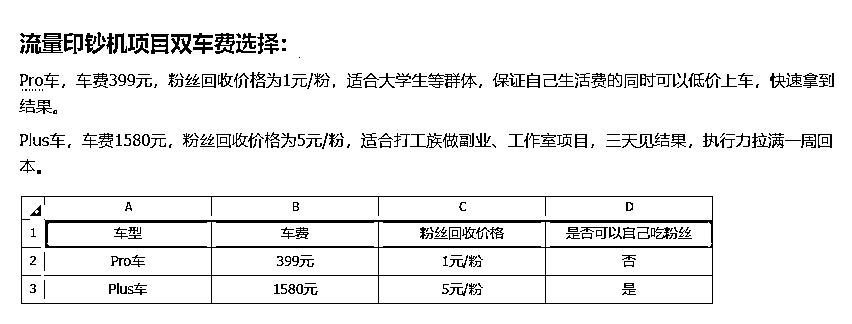 流量印钞机项目双车费选择：
Pro车，车费399元，粉丝回收价格为1元/粉，适合大学生等群体，保证自己生活费的同时可以低价上车，快速拿到
结果。
Plus车，车费1580元，粉丝回收价格为5元/粉，适合打工族做副业、工作室项目，三天见结果，执行力拉满一周回
本。
A B C D
1 车型 车费 粉丝回收价格 是否可以自己吃粉丝
2 Pro车 399元 1元/粉 否
3 Plus车 1580元 5元/粉 是